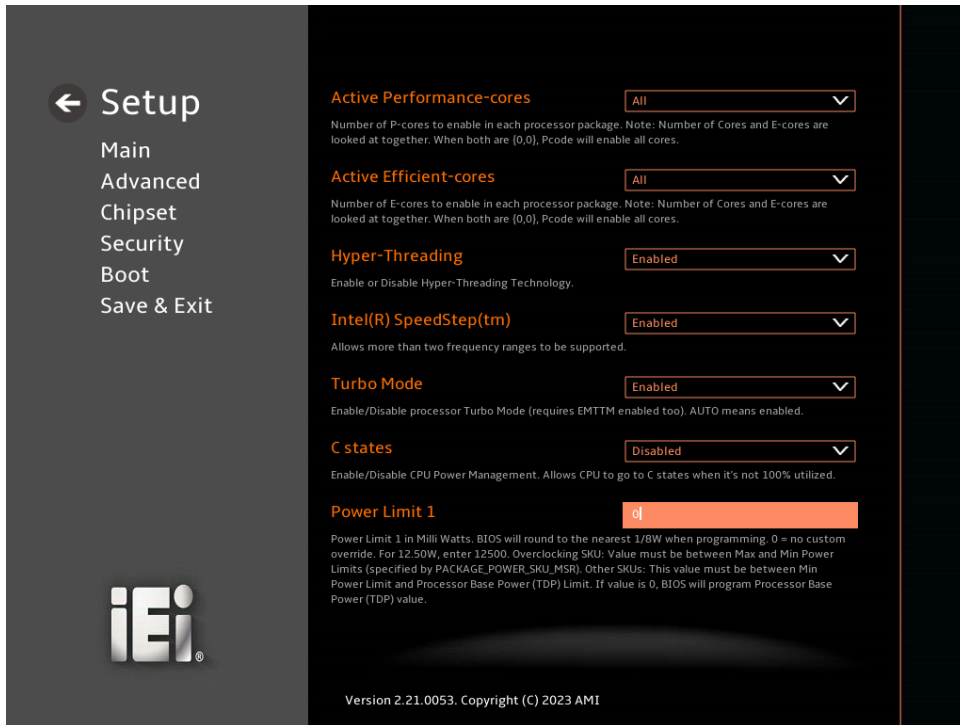 Setup
Main
Advanced
Chipset
Security
Boot
Save & Exit
iEi®
Active Performance-cores
All
Number of P-cores to enable in each processor package. Note: Number of Cores and E-cores are
looked at together. When both are {0,0}, Pcode will enable all cores.
Active Efficient-cores
All
Number of E-cores to enable in each processor package. Note: Number of Cores and E-cores are
looked at together. When both are {0,0}, Pcode will enable all cores.
Hyper-Threading
Enabled
Enable or Disable Hyper-Threading Technology.
Intel(R) SpeedStep(tm)
Enabled
Allows more than two frequency ranges to be supported.
Turbo Mode
Enabled
Enable/Disable processor Turbo Mode (requires EMTTM enabled too). AUTO means enabled.
C states
Disabled
Enable/Disable CPU Power Management. Allows CPU to go to C states when it's not 100% utilized.
Power Limit 1
0
Power Limit 1 in Milli Watts. BIOS will round to the nearest 1/8W when programming. 0 = no custom
override. For 12.50W, enter 12500. Overclocking SKU: Value must be between Max and Min Power
Limits (specified by PACKAGE_POWER_SKU_MSR). Other SKUs: This value must be between Min
Power Limit and Processor Base Power (TDP) Limit. If value is 0, BIOS will program Processor Base
Power (TDP) value.
Version 2.21.0053. Copyright (C) 2023 AMI